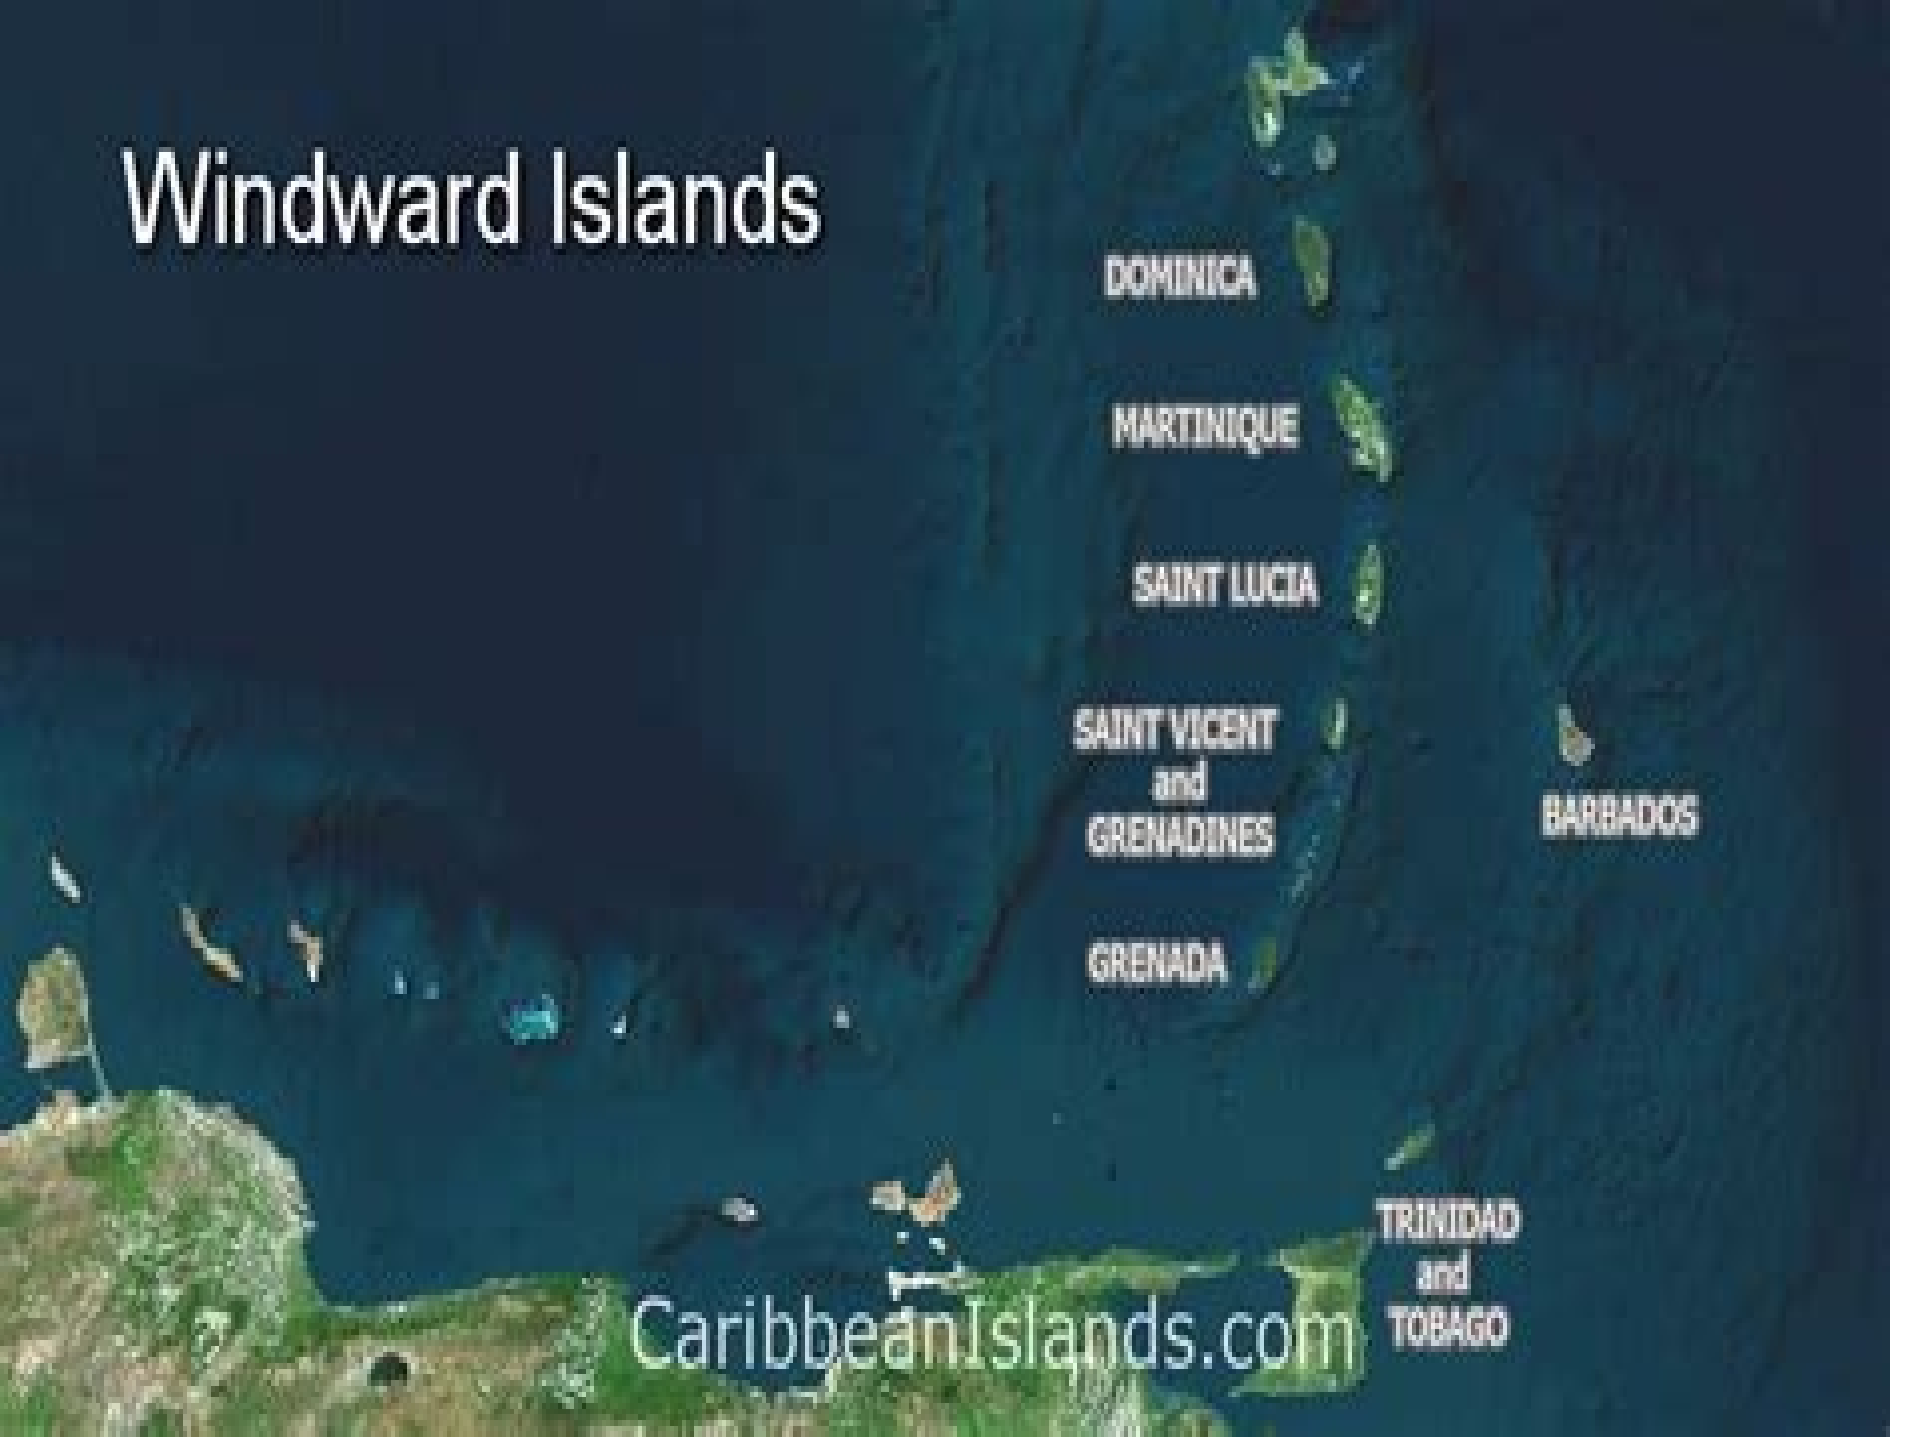 Windward Islands
DOMINICA
MARTINIQUE
SAINT LUCIA
SAINT VICENT
and
GRENADINES
BARBADOS
GRENADA
TRINIDAD
and
TOBAGO
CaribbeanIslands.com